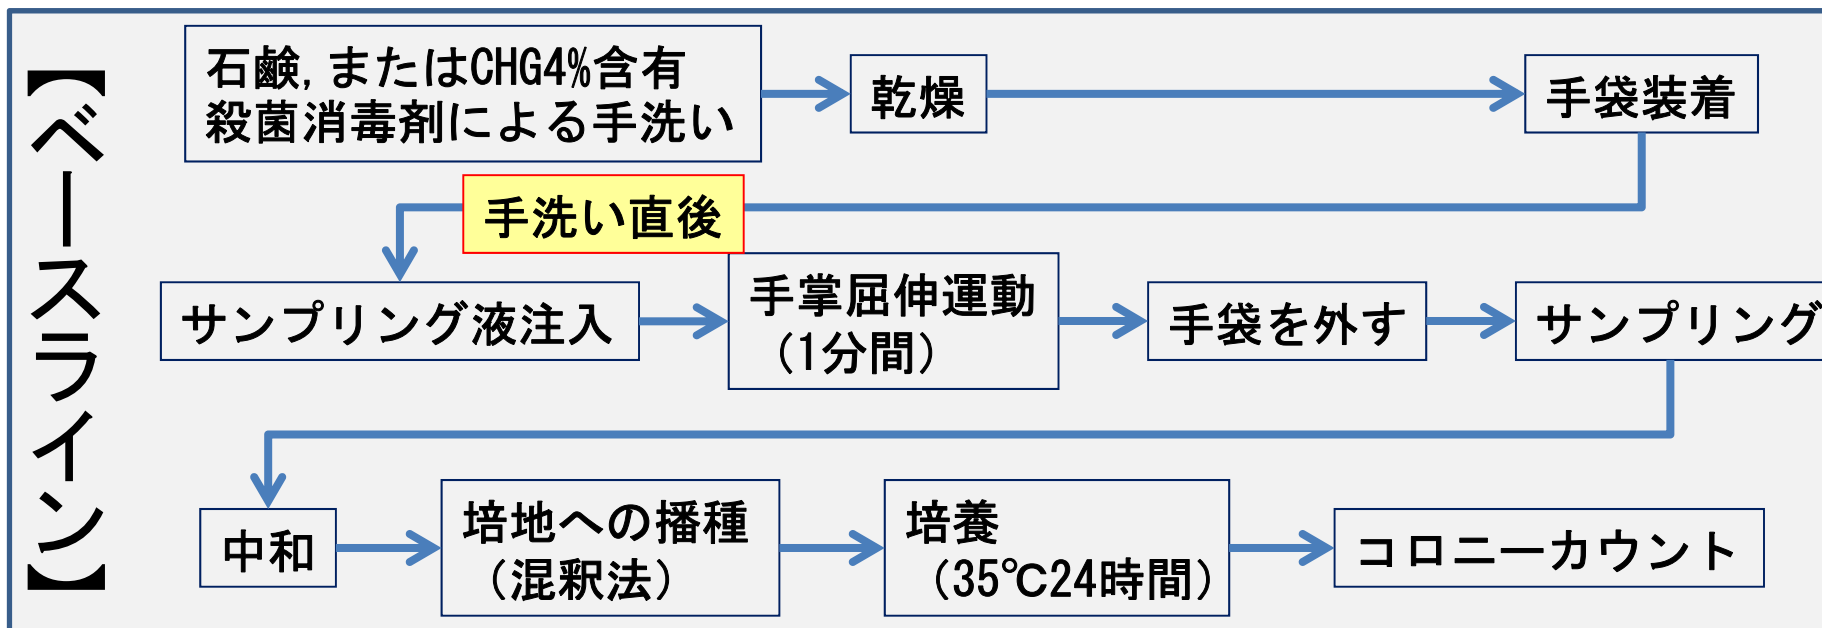 【ベースライン】
石鹸，またはCHG4%含有
殺菌消毒剤による手洗い
乾燥
手袋装着
手洗い直後
サンプリング液注入
手掌屈伸運動
（1分間）
手袋を外す
サンプリング
中和
培地への播種
（混釈法）
培養
（35℃24時間）
コロニーカウント